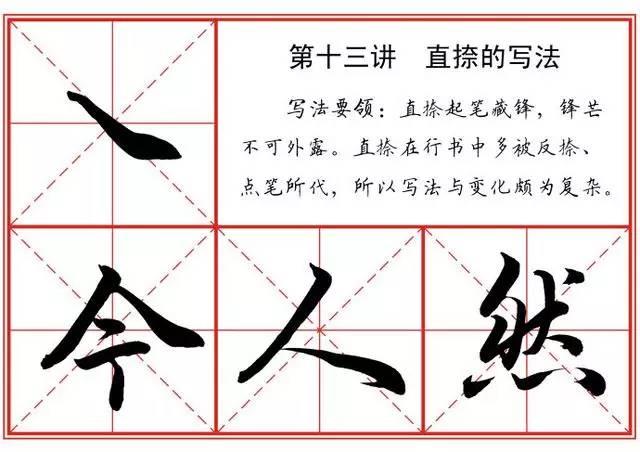 第十三讲 直捺的写法
写法要领：直捺起笔藏锋，锋芒
不可外露。直捺在行书中多被反捺、
点笔所代，所以写法与变化颇为复杂。
今 人 然